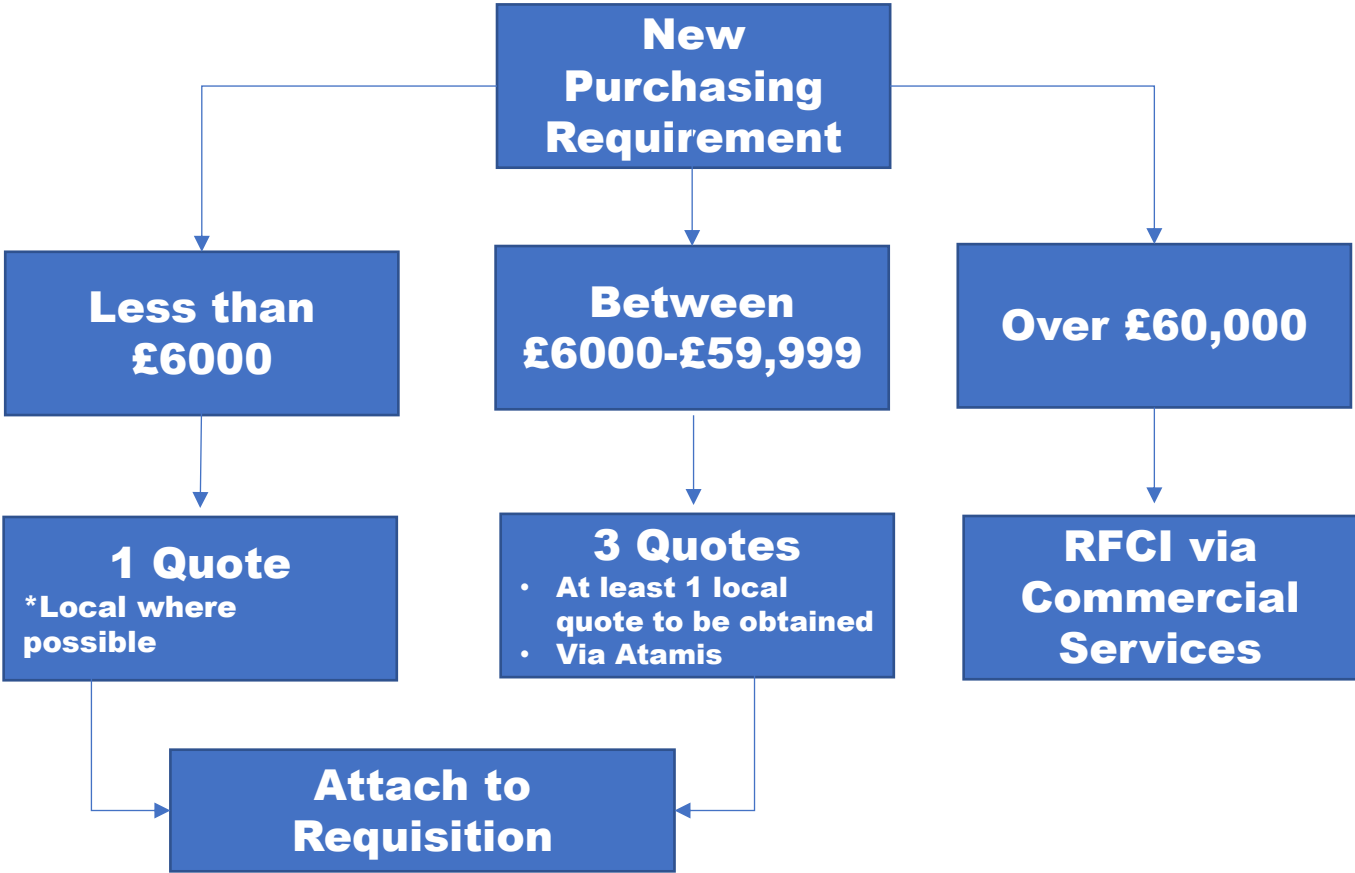 New
Purchasing
Requirement
Less than
£6000
Between
£6000-£59,999
Over £60,000
1 Quote
*Local where
possible
3 Quotes
• At least 1 local
quote to be obtained
• Via Atamis
RFCI via
Commercial
Services
Attach to
Requisition